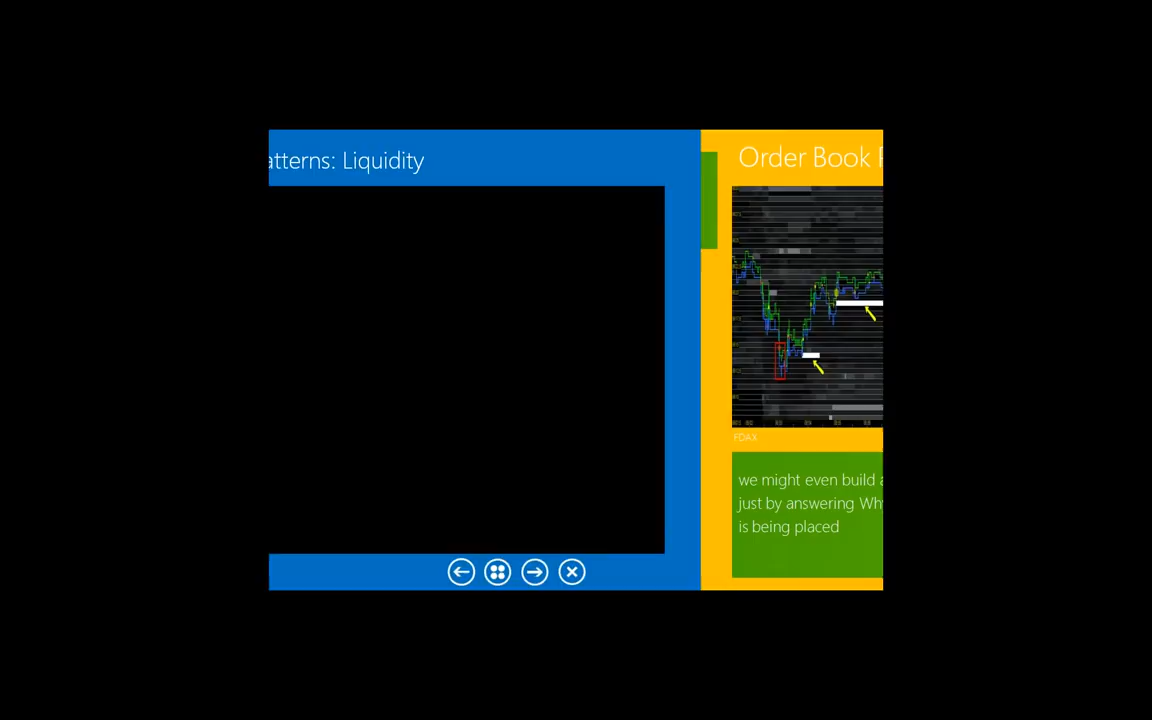 atterns: Liquidity
Order Book
FDAX
we might even build
just by answering Wh
is being placed